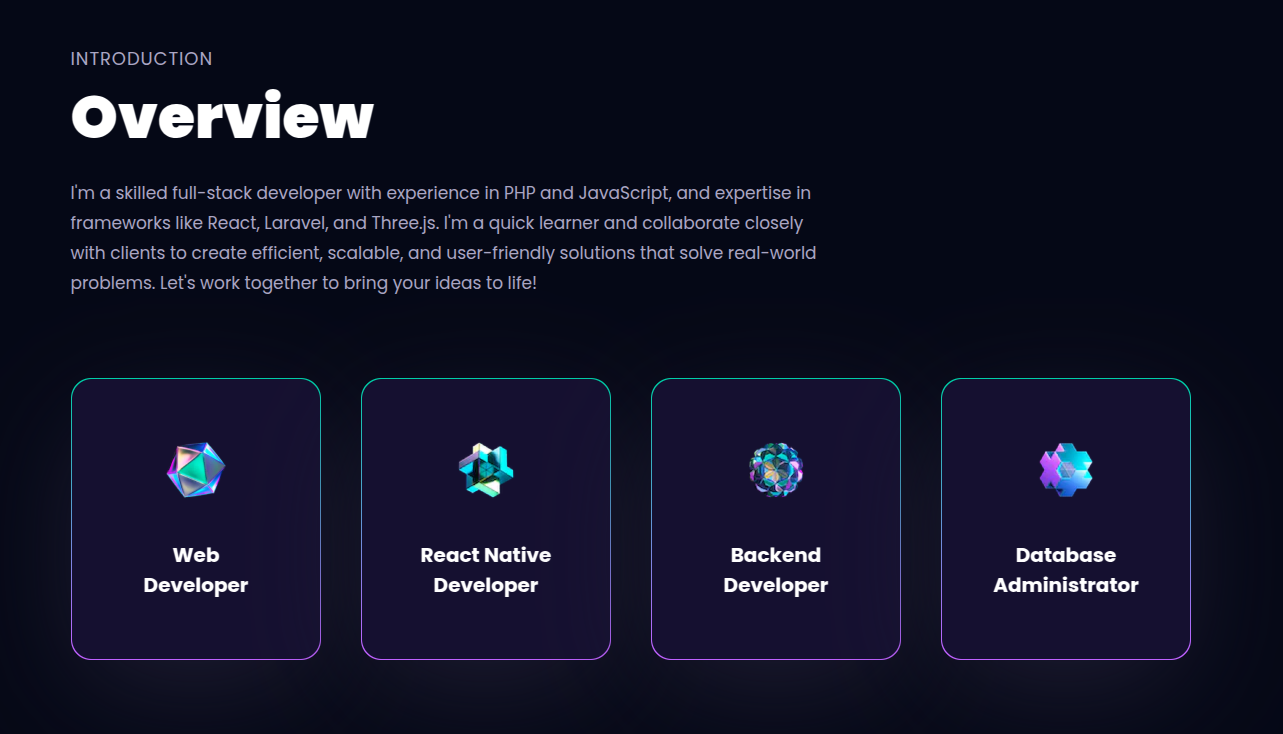 INTRODUCTION
Overview
I'm a skilled full-stack developer with experience in PHP and JavaScript, and expertise in
frameworks like React, Laravel, and Three.js. I'm a quick learner and collaborate closely
with clients to create efficient, scalable, and user-friendly solutions that solve real-world
problems. Let's work together to bring your ideas to life!
Web
Developer
React Native
Developer
Backend
Developer
Database
Administrator